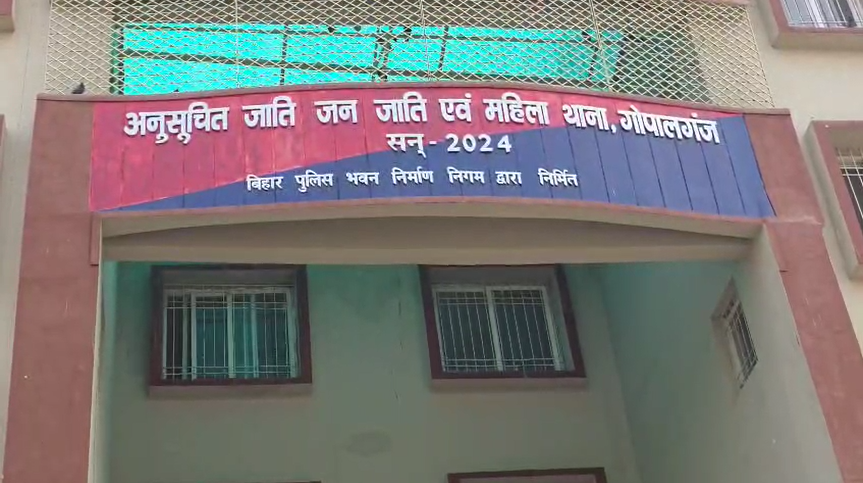 अनुसुचित जाति जन जाति एवं महिला थाना, गोपालगंज
सन् - 2024
बिहार पुलिस भवन निर्माण निगम द्वारा निर्मित